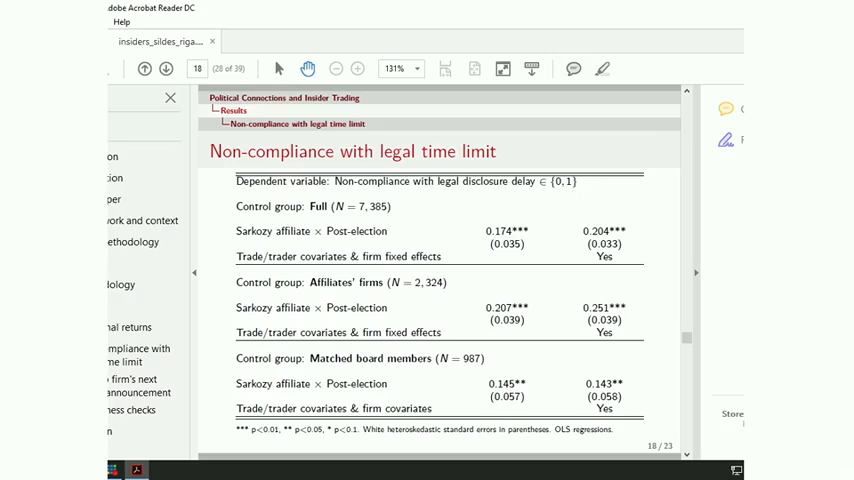 dobe Acrobat Reader DC
Help
insiders_sildes_riga.... ×
18 (28 of 39) 131%
Political Connections and Insider Trading
Results
Non-compliance with legal time limit
Non-compliance with legal time limit
Dependent variable: Non-compliance with legal disclosure delay ∈ {0, 1}
Control group: Full (N = 7, 385)
Sarkozy affiliate × Post-election 0.174*** 0.204***
(0.035) (0.033)
Trade/trader covariates & firm fixed effects Yes
Control group: Affiliates' firms (N = 2, 324)
Sarkozy affiliate × Post-election 0.207*** 0.251***
(0.039) (0.039)
Trade/trader covariates & firm fixed effects Yes
Control group: Matched board members (N = 987)
Sarkozy affiliate × Post-election 0.145** 0.143**
(0.057) (0.058)
Trade/trader covariates & firm covariates Yes
*** p<0.01, ** p<0.05, * p<0.1. White heteroskedastic standard errors in parentheses. OLS regressions.
18 / 23
on
tion
per
work and context
ethodology
ology
nal returns
mpliance with
me limit
o firm's next
announcement
ness checks
n
Store